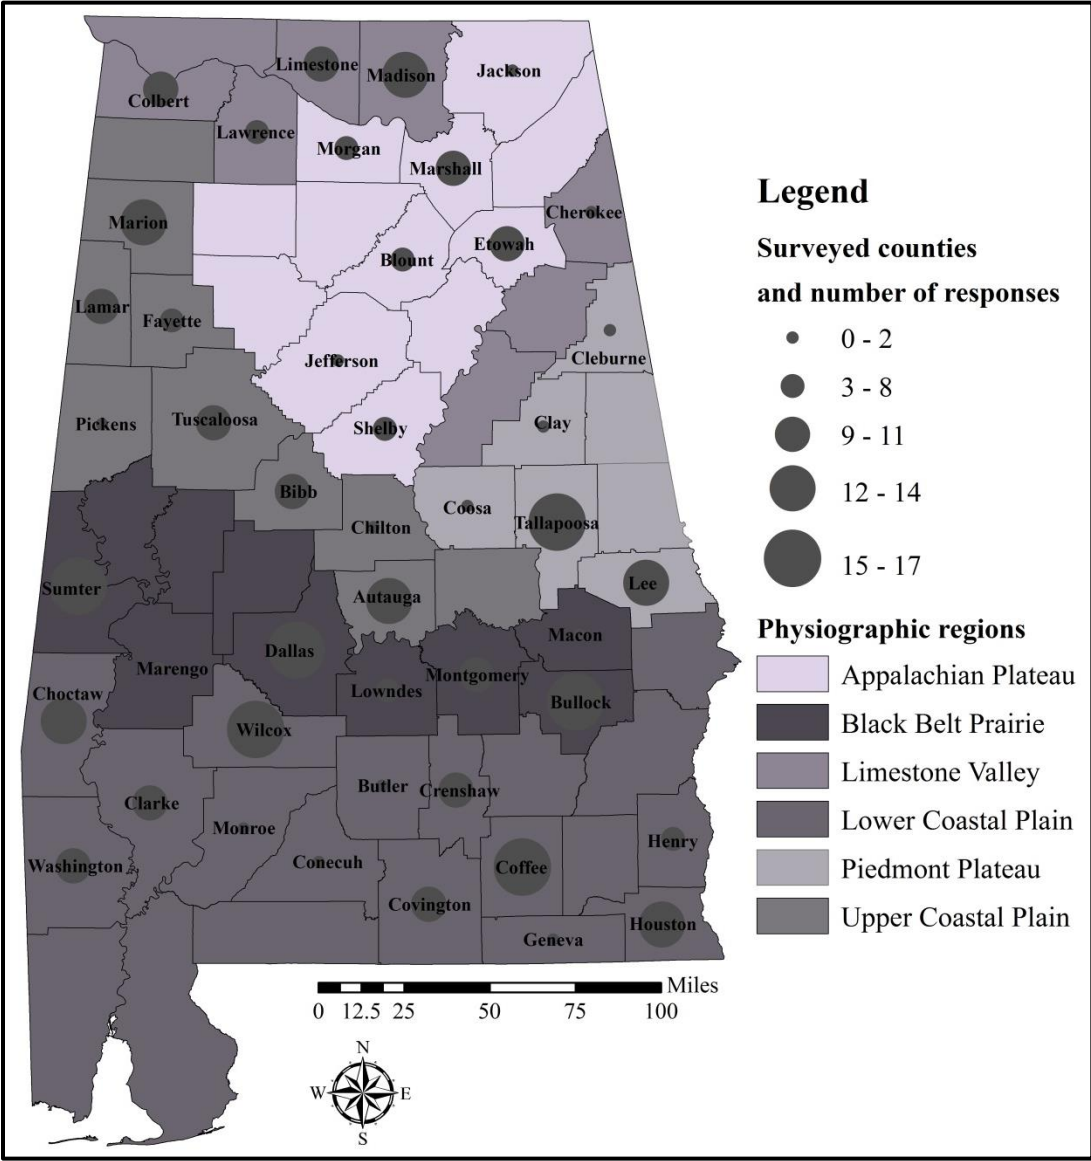 Limestone
Madison
Jackson
Colbert
Lawrence
Morgan
Marshall
Cherokee
Marion
Etowah
Blount
Lamar
Fayette
Jefferson
Cleburne
Pickens
Tuscaloosa
Shelby
Clay
Bibb
Chilton
Coosa
Tallapoosa
Sumter
Autauga
Lee
Dallas
Macon
Marengo
Montgomery
Lowndes
Choctaw
Bullock
Wilcox
Butler
Crenshaw
Clarke
Monroe
Conecuh
Henry
Washington
Coffee
Covington
Houston
Geneva
Legend
Surveyed counties
and number of responses
0 - 2
3 - 8
9 - 11
12 - 14
15 - 17
Physiographic regions
Appalachian Plateau
Black Belt Prairie
Limestone Valley
Lower Coastal Plain
Piedmont Plateau
Upper Coastal Plain
Miles
0 12.5 25 50 75 100
N
W E
S